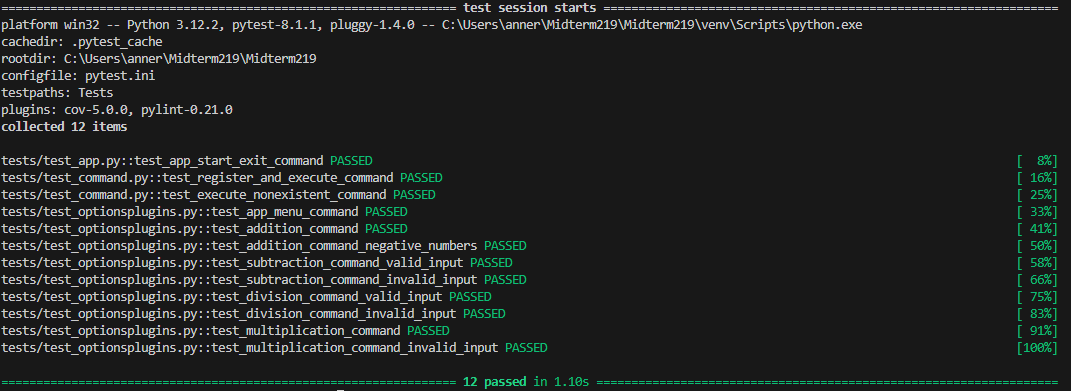 ============================= test session starts =============================
platform win32 -- Python 3.12.2, pytest-8.1.1, pluggy-1.4.0 -- C:\Users\anner\Midterm219\Midterm219\venv\Scripts\python.exe
cachedir: .pytest_cache
rootdir: C:\Users\anner\Midterm219\Midterm219
configfile: pytest.ini
testpaths: Tests
plugins: cov-5.0.0, pylint-0.21.0
collected 12 items
tests/test_app.py::test_app_start_exit_command PASSED [  8%]
tests/test_command.py::test_register_and_execute_command PASSED [ 16%]
tests/test_command.py::test_execute_nonexistent_command PASSED [ 25%]
tests/test_optionsplugins.py::test_app_menu_command PASSED [ 33%]
tests/test_optionsplugins.py::test_addition_command PASSED [ 41%]
tests/test_optionsplugins.py::test_addition_command_negative_numbers PASSED [ 50%]
tests/test_optionsplugins.py::test_subtraction_command_valid_input PASSED [ 58%]
tests/test_optionsplugins.py::test_subtraction_command_invalid_input PASSED [ 66%]
tests/test_optionsplugins.py::test_division_command_valid_input PASSED [ 75%]
tests/test_optionsplugins.py::test_division_command_invalid_input PASSED [ 83%]
tests/test_optionsplugins.py::test_multiplication_command PASSED [ 91%]
tests/test_optionsplugins.py::test_multiplication_command_invalid_input PASSED [100%]
============================= 12 passed in 1.10s =============================